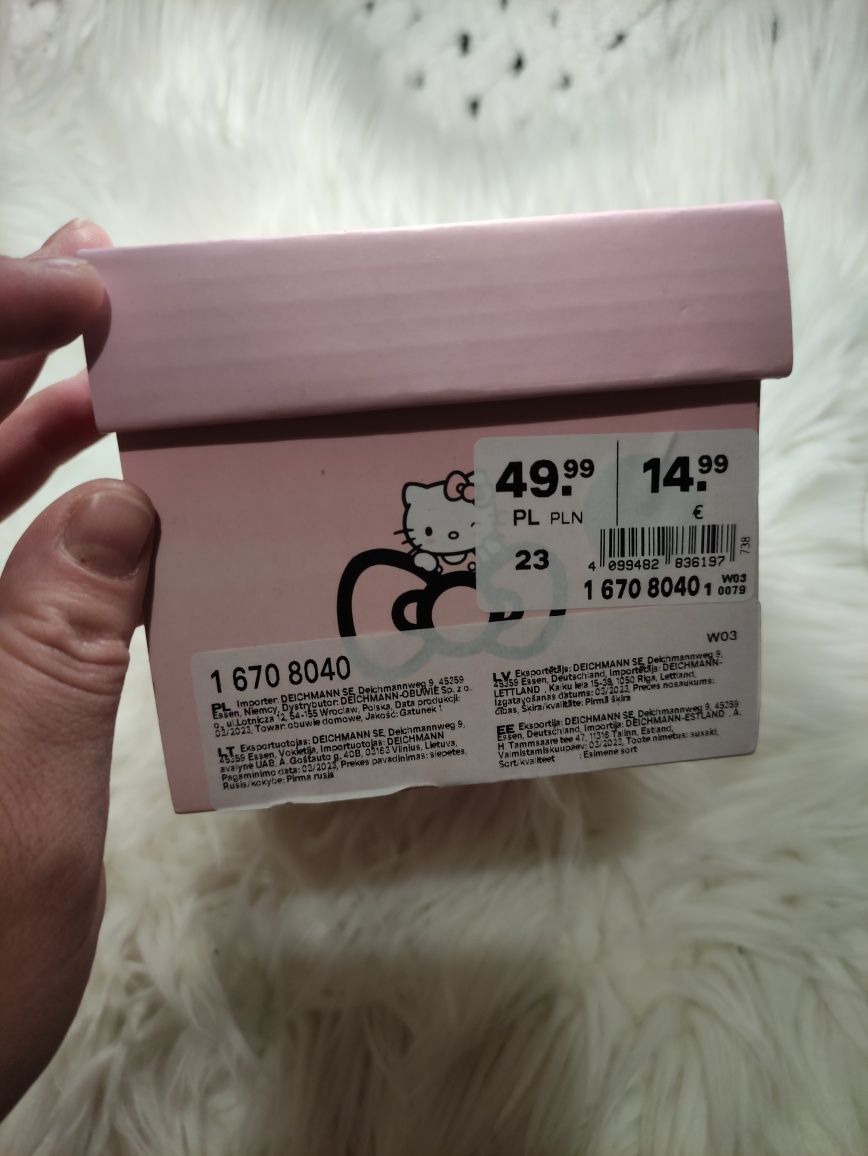 49.99 14.99
PL PLN €
23
4 099482 836197 738
1 670 8040 1 W03 0079
W03
1 670 8040
PL Importer: DEICHMANN SE, Deichmannweg 9, 45359
Essen, Niemcy, Dystrybutor: DEICHMANN-OBUWIE Sp. z o.
o., ul.Lotnicza 12, 54-155 Wroclaw, Polska, Data produkcji:
03/2023, Towar: obuwie domowe, Jakość: Gatunek 1
LT Eksportuotojas: DEICHMANN SE, Deichmannweg 9,
45359 Essen, Vokietija, Importuotojas: DEICHMANN
avalynė UAB, A. Goštauto g. 40B, 03163 Vilnius, Lietuva,
Pagaminimo data: 03/2023, Prekės pavadinimas: šlepetės,
Rūšis/kokybė: Pirma rūšis
LV Eksportētājs: DEICHMANN SE, Deichmannweg 9,
45359 Essen, Deutschland, Importētājs: DEICHMANN-
LETTLAND , Kaiķu iela 15-38, 1050 Riga, Lettland,
Izgatavošanas datums: 03/2023, Preces nosaukums:
čības, Šķira/kvalitāte: Pirmā šķira
EE Eksportija: DEICHMANN SE, Deichmannweg 9, 45359
Essen, Deutschland, Importija: DEICHMANN-ESTLAND , A.
H. Tammsaare tee 47, 11316 Tallinn, Estland,
Valmistamiskuupäev: 03/2023, Toote nimetus: sussid,
Sort/kvaliteet : Esimene sort